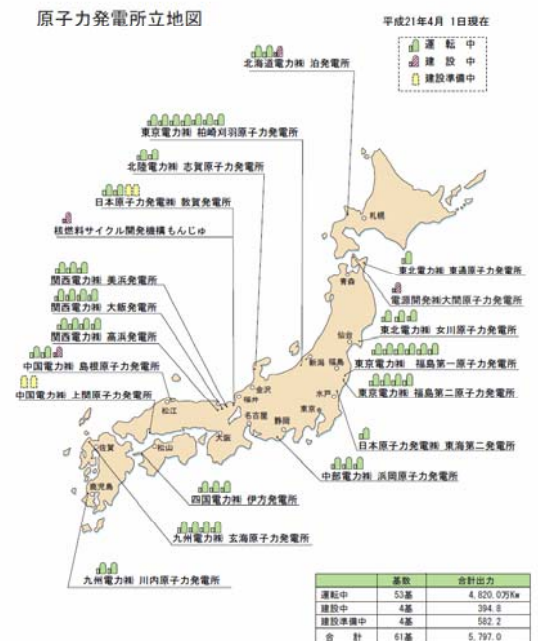 原子力発電所立地図
平成21年4月 1日現在
運 転 中
建 設 中
建設準備中
北海道電力㈱ 泊発電所
東京電力㈱ 柏崎刈羽原子力発電所
北陸電力㈱ 志賀原子力発電所
日本原子力発電㈱ 敦賀発電所
核燃料サイクル開発機構もんじゅ
札幌
東北電力㈱ 東通原子力発電所
青森
関西電力㈱ 美浜発電所
電源開発㈱大間原子力発電所
関西電力㈱ 大飯発電所
東北電力㈱ 女川原子力発電所
仙台
関西電力㈱ 高浜発電所
東京電力㈱ 福島第一原子力発電所
新潟 福島
中国電力㈱ 島根原子力発電所
東京電力㈱ 福島第二原子力発電所
金沢
水戸
中国電力㈱ 上関原子力発電所
福井
松江
名古屋
東京
静岡
大阪
日本原子力発電㈱ 東海第二発電所
佐賀
松山
中部電力㈱ 浜岡原子力発電所
鹿児島
四国電力㈱ 伊方発電所
九州電力㈱ 玄海原子力発電所
九州電力㈱ 川内原子力発電所
基数 合計出力
運転中 53基 4,820.0万Kw
建設中 4基 394.8
建設準備中 4基 582.2
合 計 61基 5,797.0